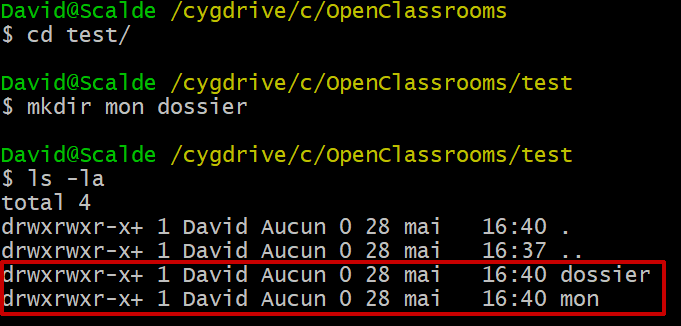 David@Scalde /cygdrive/c/OpenClassrooms
$ cd test/
David@Scalde /cygdrive/c/OpenClassrooms/test
$ mkdir mon dossier
David@Scalde /cygdrive/c/OpenClassrooms/test
$ ls -la
total 4
drwxrwxr-x+ 1 David Aucun 0 28 mai   16:40 .
drwxrwxr-x+ 1 David Aucun 0 28 mai   16:37 ..
drwxrwxr-x+ 1 David Aucun 0 28 mai   16:40 dossier
drwxrwxr-x+ 1 David Aucun 0 28 mai   16:40 mon